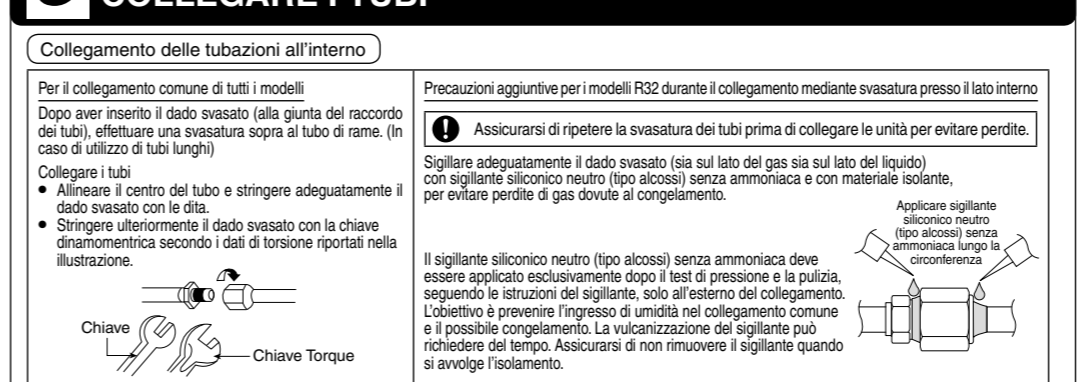 COLLEGARE I TUBI
Collegamento delle tubazioni all'interno
Per il collegamento comune di tutti i modelli
Dopo aver inserito il dado svasato (alla giunta del raccordo
dei tubi), effettuare una svasatura sopra al tubo di rame. (In
caso di utilizzo di tubi lunghi)
Collegare i tubi
● Allineare il centro del tubo e stringere adeguatamente il
dado svasato con le dita.
● Stringere ulteriormente il dado svasato con la chiave
dinamomentrica secondo i dati di torsione riportati nella
illustrazione.
Chiave
Chiave Torque
Precauzioni aggiuntive per i modelli R32 durante il collegamento mediante svasatura presso il lato interno
Assicurarsi di ripetere la svasatura dei tubi prima di collegare le unità per evitare perdite.
Sigillare adeguatamente il dado svasato (sia sul lato del gas sia sul lato del liquido)
con sigillante siliconico neutro (tipo alcossi) senza ammoniaca e con materiale isolante,
per evitare perdite di gas dovute al congelamento.
Il sigillante siliconico neutro (tipo alcossi) senza ammoniaca deve
essere applicato esclusivamente dopo il test di pressione e la pulizia,
seguendo le istruzioni del sigillante, solo all'esterno del collegamento.
L'obiettivo è prevenire l'ingresso di umidità nel collegamento comune
e il possibile congelamento. La vulcanizzazione del sigillante può
richiedere del tempo. Assicurarsi di non rimuovere il sigillante quando
si avvolge l'isolamento.
Applicare sigillante
siliconico neutro
(tipo alcossi) senza
ammoniaca lungo la
circonferenza